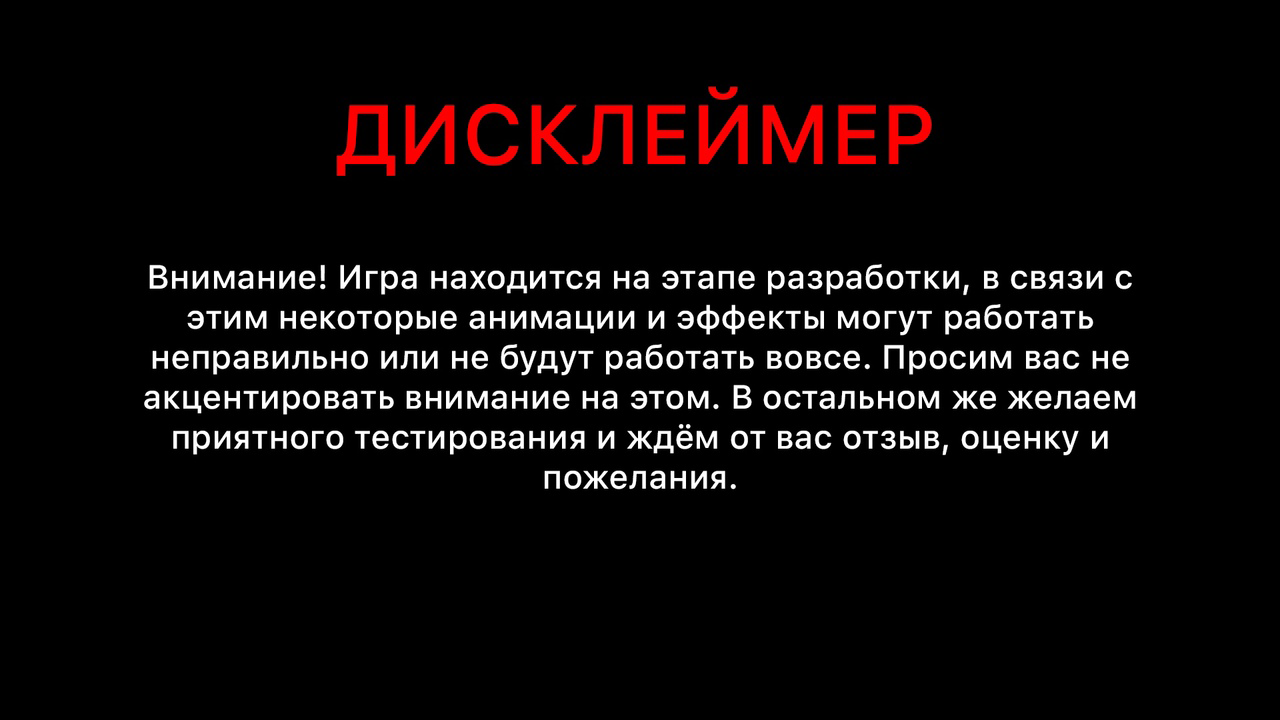 ДИСКЛЕЙМЕР
Внимание! Игра находится на этапе разработки, в связи с
этим некоторые анимации и эффекты могут работать
неправильно или не будут работать вовсе. Просим вас не
акцентировать внимание на этом. В остальном же желаем
приятного тестирования и ждём от вас отзыв, оценку и
пожелания.